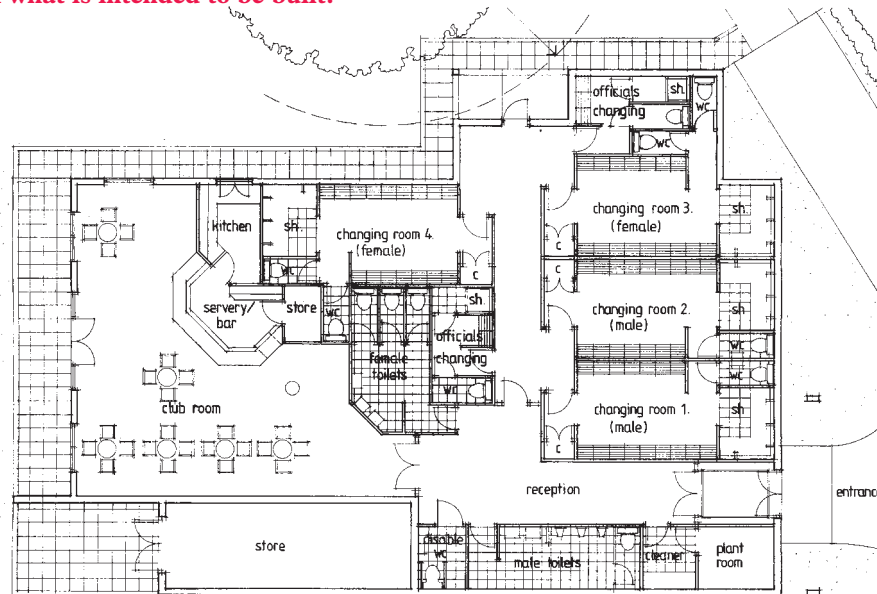 what is intended to be built.
officials
changing
sh.
wc
wc
kitchen
sh.
changing room 4.
(female)
changing room 3.
(female)
sh.
wc
c
c
servery/
bar
store
wc
sh.
officials
changing
changing room 2.
(male)
sh.
female
toilets
wc
wc
wc
club room
changing room 1.
(male)
sh.
c
reception
entranc
store
disable
wc
male toilets
cleaner
plant
room